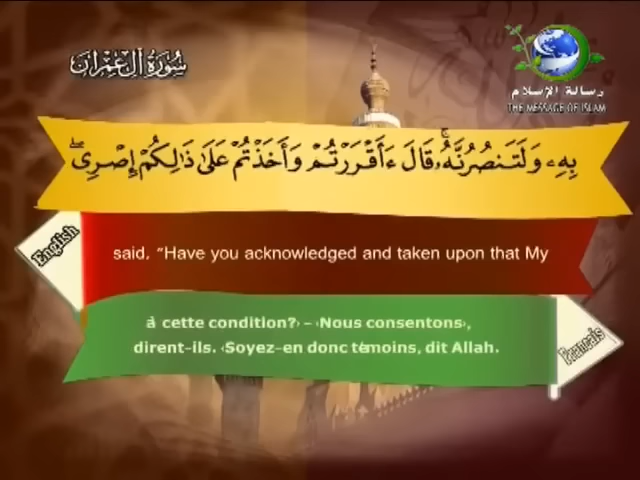 سُورَةُ آلِ عِمْرَانَ
رسالة الإسلام
THE MESSAGE OF ISLAM
بِهِۦ وَلَتَنصُرُنَّهُۥۚ قَالَ ءَأَقْرَرْتُمْ وَأَخَذْتُمْ عَلَىٰ ذَٰلِكُمْ إِصْرِىۖ
English
said. “Have you acknowledged and taken upon that My
à cette condition?› – ‹Nous consentons›,
dirent–ils. ‹Soyez–en donc témoins, dit Allah.
Francais